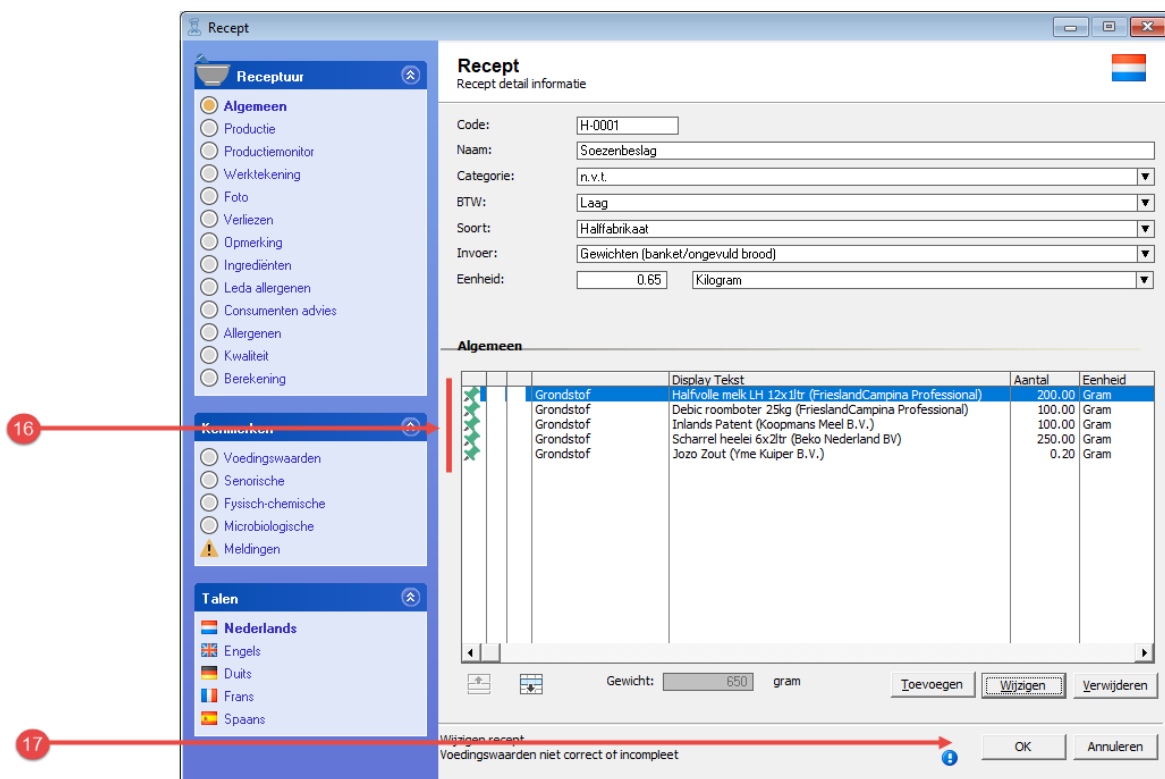 Recept
Receptuur
Algemeen
Productie
Productiemonitor
Werktekening
Foto
Verliezen
Opmerking
Ingrediënten
Leda allergenen
Consumenten advies
Allergenen
Kwaliteit
Berekening
Kenmerken
Voedingswaarden
Senorische
Fysisch-chemische
Microbiologische
Meldingen
Talen
Nederlands
Engels
Duits
Frans
Spaans
Recept
Recept detail informatie
Code: H-0001
Naam: Soezenbeslag
Categorie: n.v.t.
BTW: Laag
Soort: Halffabrikaat
Invoer: Gewichten (banket/ongevuld brood)
Eenheid: 0.65 Kilogram
Algemeen
Display Tekst Aantal Eenheid
Grondstof Halfvolle melk LH 12x1ltr (FrieslandCampina Professional) 200.00 Gram
Grondstof Debic roomboter 25kg (FrieslandCampina Professional) 100.00 Gram
Grondstof Inlands Patent (Koopmans Meel B.V.) 100.00 Gram
Grondstof Scharrel heelei 6x2ltr (Beko Nederland BV) 250.00 Gram
Grondstof Jozo Zout (Yme Kuiper B.V.) 0.20 Gram
Gewicht: 650 gram Toevoegen Wijzigen Verwijderen
Wijzigen recept
Voedingswaarden niet correct of incompleet
OK Annuleren
16
17